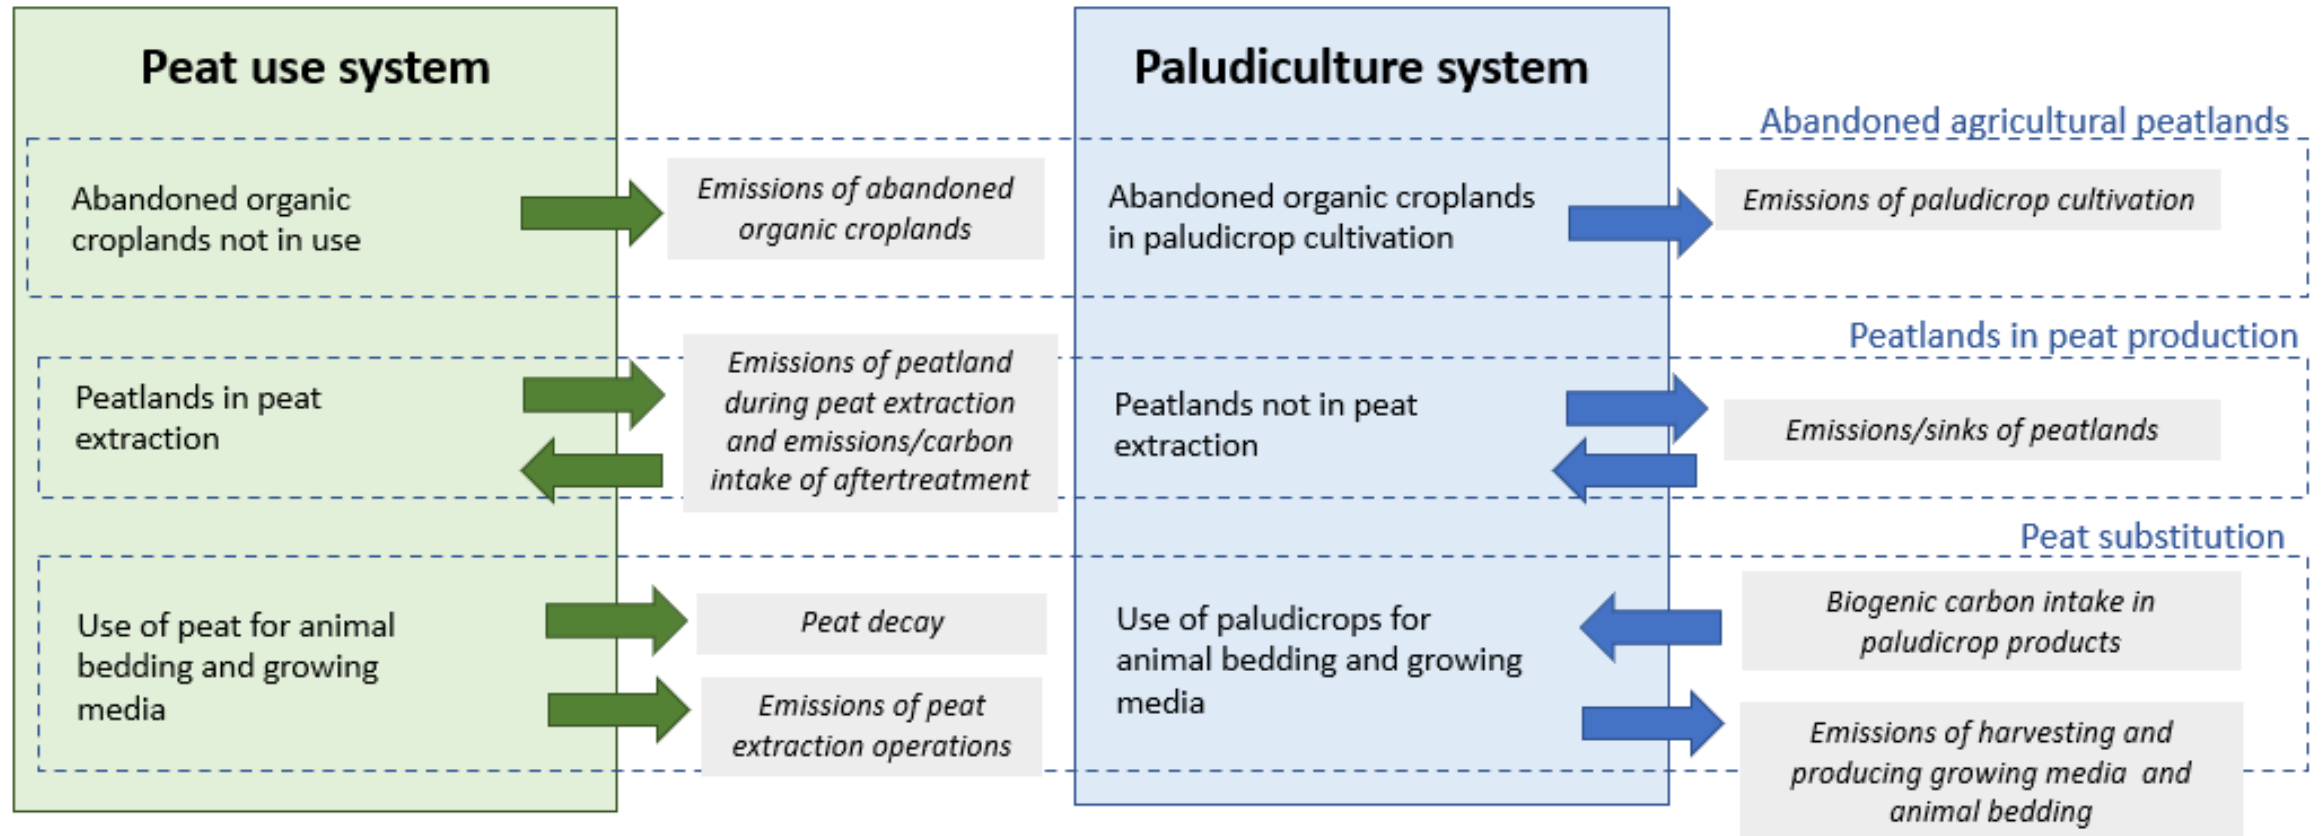 Peat use system
Paludiculture system
Abandoned agricultural peatlands
Abandoned organic
croplands not in use
Emissions of abandoned
organic croplands
Abandoned organic croplands
in paludicrop cultivation
Emissions of paludicrop cultivation
Peatlands in peat production
Peatlands in peat
extraction
Emissions of peatland
during peat extraction
and emissions/carbon
intake of aftertreatment
Peatlands not in peat
extraction
Emissions/sinks of peatlands
Peat substitution
Use of peat for animal
bedding and growing
media
Peat decay
Emissions of peat
extraction operations
Use of paludicrops for
animal bedding and growing
media
Biogenic carbon intake in
paludicrop products
Emissions of harvesting and
producing growing media and
animal bedding